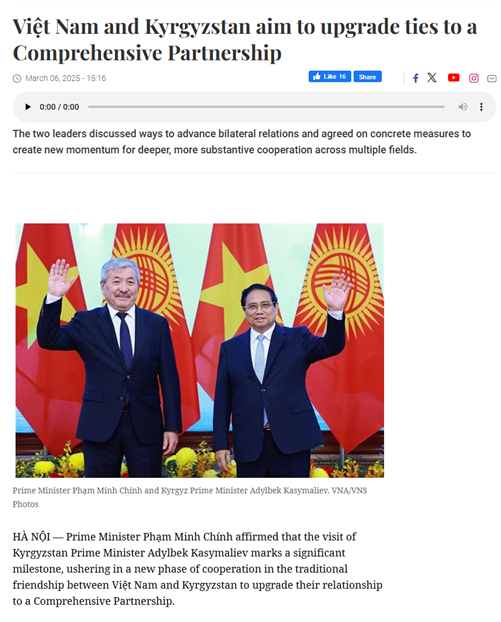 Việt Nam and Kyrgyzstan aim to upgrade ties to a
Comprehensive Partnership
March 06, 2025 - 15:16
Like 16
Share
0:00 / 0:00
The two leaders discussed ways to advance bilateral relations and agreed on concrete measures to
create new momentum for deeper, more substantive cooperation across multiple fields.
Prime Minister Phạm Minh Chính and Kyrgyz Prime Minister Adylbek Kasymaliev. VNA/VNS
Photos
HÀ NỘI — Prime Minister Phạm Minh Chính affirmed that the visit of
Kyrgyzstan Prime Minister Adylbek Kasymaliev marks a significant
milestone, ushering in a new phase of cooperation in the traditional
friendship between Việt Nam and Kyrgyzstan to upgrade their relationship
to a Comprehensive Partnership.